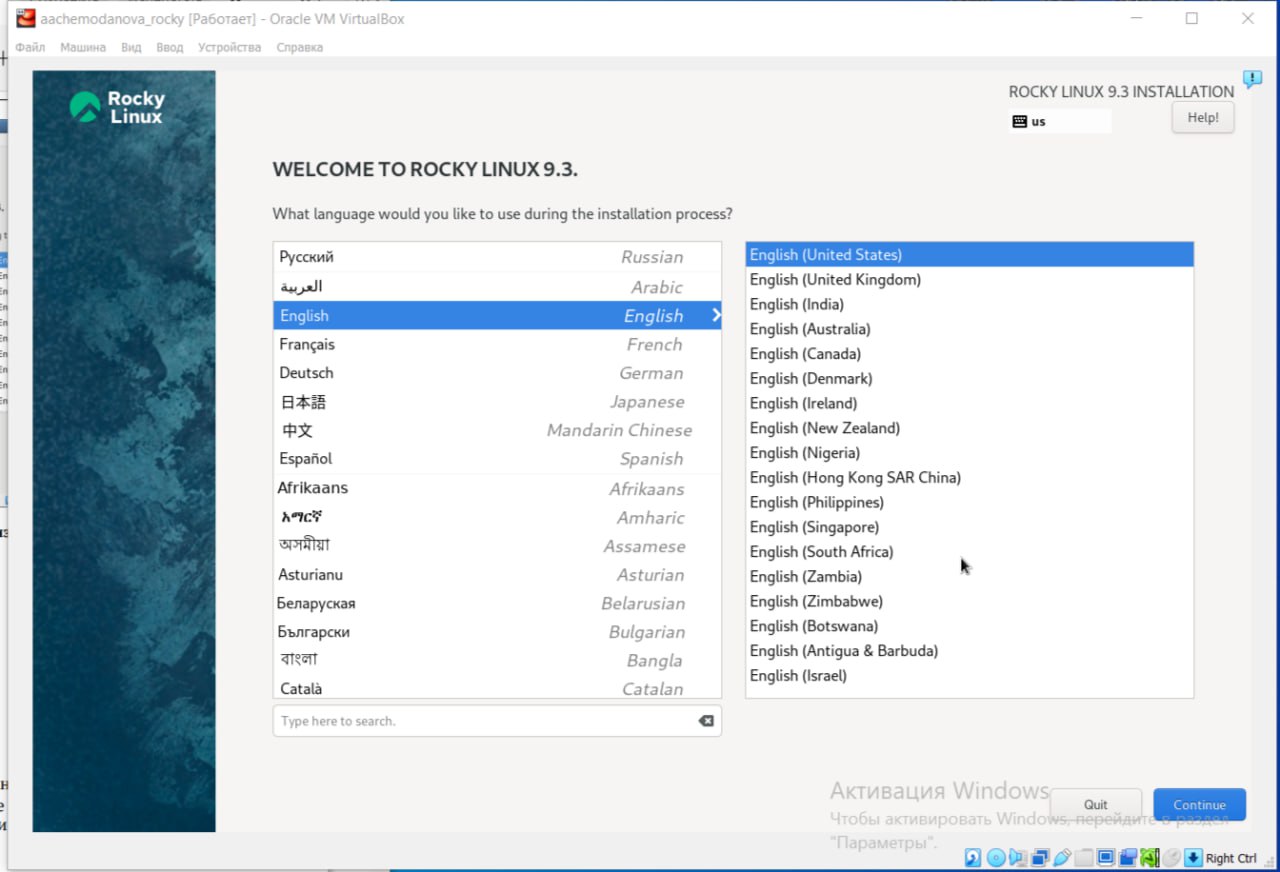 aachemodanova_rocky [Работает] - Oracle VM VirtualBox
Файл Машина Вид Ввод Устройства Справка
Rocky
Linux
ROCKY LINUX 9.3 INSTALLATION
us
Help!
WELCOME TO ROCKY LINUX 9.3.
What language would you like to use during the installation process?
Русский Russian
العربية Arabic
English English
Français French
Deutsch German
日本語 Japanese
中文 Mandarin Chinese
Español Spanish
Afrikaans Afrikaans
አማርኛ Amharic
অসমীয়া Assamese
Asturianu Asturian
Беларуская Belarusian
Български Bulgarian
বাংলা Bangla
Català Catalan
Type here to search.
English (United States)
English (United Kingdom)
English (India)
English (Australia)
English (Canada)
English (Denmark)
English (Ireland)
English (New Zealand)
English (Nigeria)
English (Hong Kong SAR China)
English (Philippines)
English (Singapore)
English (South Africa)
English (Zambia)
English (Zimbabwe)
English (Botswana)
English (Antigua & Barbuda)
English (Israel)
Активация Windows
Чтобы активировать Windows, перейдите в раздел
"Параметры".
Quit
Continue
Right Ctrl